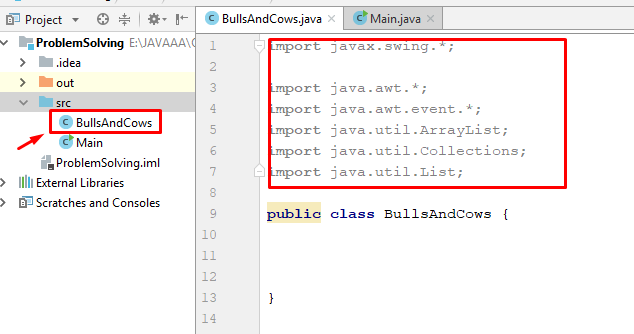 Project
BullsAndCows.java
Main.java
ProblemSolving E:\JAVAAA\
.idea
out
src
BullsAndCows
Main
ProblemSolving.iml
External Libraries
Scratches and Consoles
1 import javax.swing.*;
2
3 import java.awt.*;
4 import java.awt.event.*;
5 import java.util.ArrayList;
6 import java.util.Collections;
7 import java.util.List;
8
9 public class BullsAndCows {
10
11
12
13 }
14